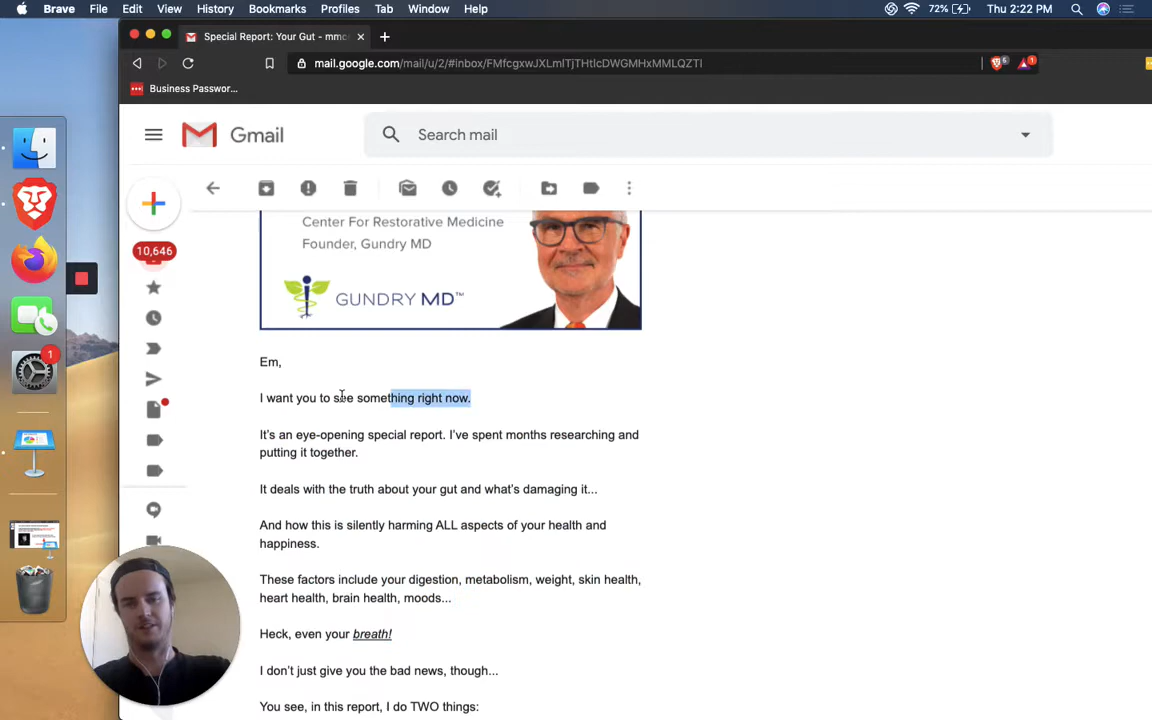 Brave File Edit View History Bookmarks Profiles Tab Window Help
72% Thu 2:22 PM
Special Report: Your Gut - mmc
mail.google.com/mail/u/2/#inbox/FMfcgxwJXLmlTjTHtlcDWGMHxMMLQZTl
6
1
Business Passwor...
Gmail
Search mail
10,646
1
Center For Restorative Medicine
Founder, Gundry MD
GUNDRY MD™
Em,
I want you to see something right now.
It's an eye-opening special report. I've spent months researching and
putting it together.
It deals with the truth about your gut and what's damaging it...
And how this is silently harming ALL aspects of your health and
happiness.
These factors include your digestion, metabolism, weight, skin health,
heart health, brain health, moods...
Heck, even your breath!
I don't just give you the bad news, though...
You see, in this report, I do TWO things: